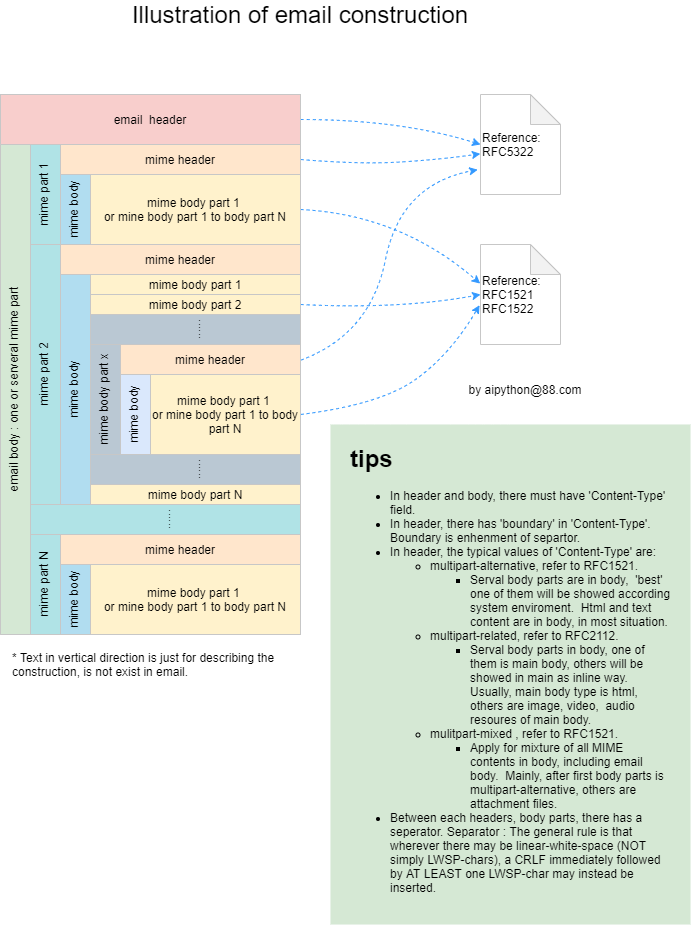 Illustration of email construction
email  header
email body : one or serveral mime part
mime part 1
mime header
mime body
mime body part 1
or mine body part 1 to body part N
mime part 2
mime header
mime body
mime body part 1
mime body part 2
mime body part x
mime header
mime body
mime body part 1
or mime body part 1 to body
part N
mime body part N
mime part N
mime header
mime body
mime body part 1
or mime body part 1 to body part N
* Text in vertical direction is just for describing the
construction, is not exist in email.
Reference:
RFC5322
Reference:
RFC1521
RFC1522
by aipython@88.com
tips
• In header and body, there must have 'Content-Type'
field.
• In header, there has 'boundary' in 'Content-Type'.
Boundary is enhenment of separtor.
• In header, the typical values of 'Content-Type' are:
◦ multipart-alternative, refer to RFC1521.
▪ Serval body parts are in body,  'best'
one of them will be showed according
system enviroment.  Html and text
content are in body, in most situation.
◦ multipart-related, refer to RFC2112.
▪ Serval body parts in body, one of
them is main body, others will be
showed in main as inline way.
Usually, main body type is html,
others are image, video,  audio
resoures of main body.
◦ mulitpart-mixed , refer to RFC1521.
▪ Apply for mixture of all MIME
contents in body, including email
body.  Mainly, after first body parts is
multipart-alternative, others are
attachment files.
• Between each headers, body parts, there has a
seperator. Separator : The general rule is that
wherever there may be linear-white-space (NOT
simply LWSP-chars), a CRLF immediately followed
by AT LEAST one LWSP-char may instead be
inserted.